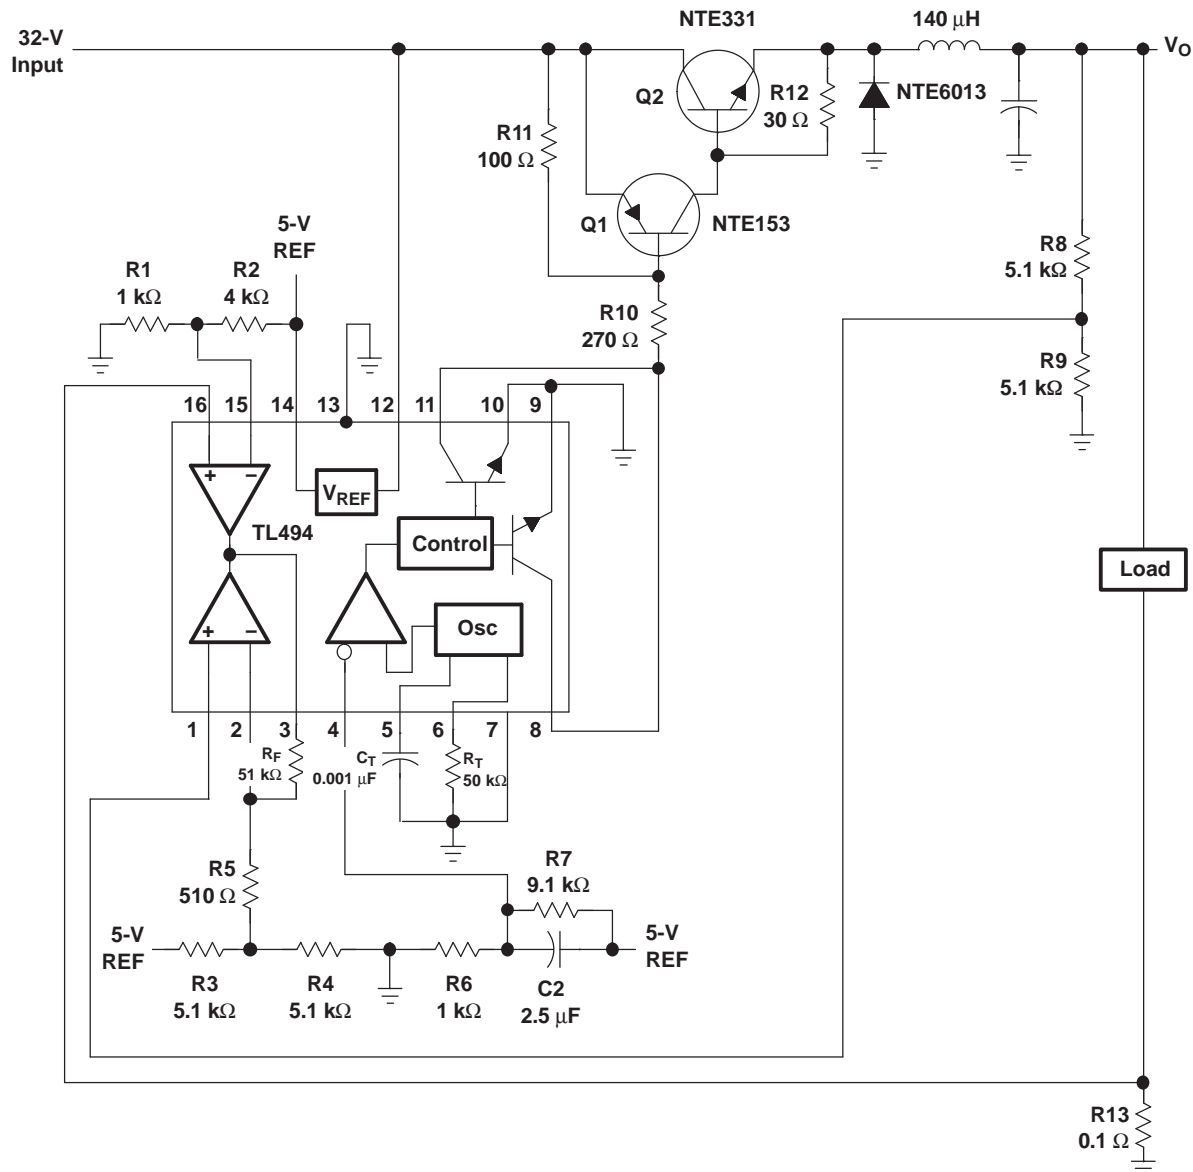 NTE331
140 μH
32-V
Input
VO
Q2
R12
30 Ω
NTE6013
R11
100 Ω
Q1
NTE153
5-V
REF
R8
5.1 kΩ
R1
1 kΩ
R2
4 kΩ
R10
270 Ω
R9
5.1 kΩ
16
15
14
13
12
11
10
9
+
−
VREF
TL494
Control
+
−
Osc
Load
1
2
3
4
5
6
7
8
RF
51 kΩ
CT
0.001 μF
RT
50 kΩ
R5
510 Ω
R7
9.1 kΩ
5-V
REF
5-V
REF
R3
5.1 kΩ
R4
5.1 kΩ
R6
1 kΩ
C2
2.5 μF
R13
0.1 Ω